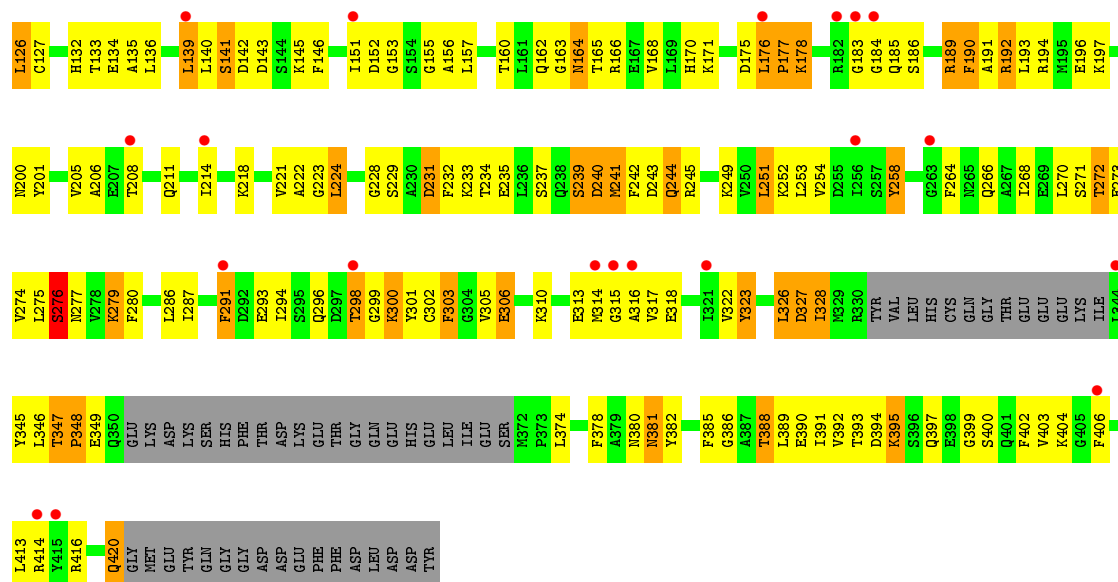 L126 C127 H132 T133 E134 A135 L136 L139 L140 S141 D142 D143 S144 K145 F146 I151 D152 G153 S154 G155 A156 L157 T160 L161 Q162 G163 N164 T165 R166 E167 V168 L169 H170 K171 D175 L176 P177 K178 R182 G183 G184 Q185 S186 R189 F190 A191 R192 L193 R194 M195 E196 K197
N200 Y201 V205 A206 E207 T208 Q211 I214 K218 V221 A222 G223 L224 G228 S229 A230 D231 F232 K233 T234 E235 L236 S237 Q238 S239 D240 M241 F242 D243 Q244 R245 K249 V250 L251 K252 L253 V254 D255 I256 S257 Y258 G263 F264 N265 Q266 A267 I268 E269 L270 S271 T272
V274 L275 S276 N277 V278 K279 F280 L286 I287 F291 D292 E293 I294 S295 Q296 D297 T298 G299 K300 Y301 C302 F303 G304 V305 E306 K310 E313 M314 G315 A316 V317 E318 I321 V322 Y323 L326 D327 I328 M329 R330 TYR VAL LEU HIS CYS GLN GLY THR GLU GLU GLU LYS ILE L344
Y345 L346 T347 P348 E349 Q350 GLU LYS ASP LYS SER HIS PHE THR ASP LYS GLU THR GLY GLN GLU HIS GLU LEU ILE GLU SER M372 P373 L374 F378 A379 N380 N381 Y382 F385 G386 A387 T388 L389 E390 I391 V392 T393 D394 K395 S396 Q397 E398 G399 S400 Q401 F402 V403 K404 G405 F406
L413 R414 Y415 R416 Q420 GLY MET GLU TYR GLN GLY GLY ASP ASP GLU PHE PHE ASP LEU ASP ASP TYR